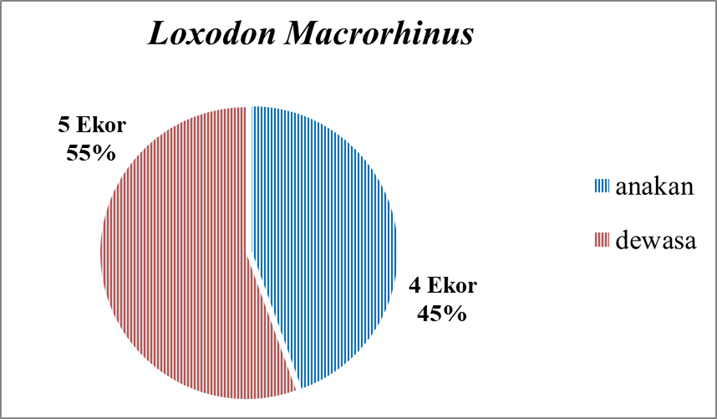 Loxodon Macrorhinus
5 Ekor
55%
4 Ekor
45%
anakan
dewasa